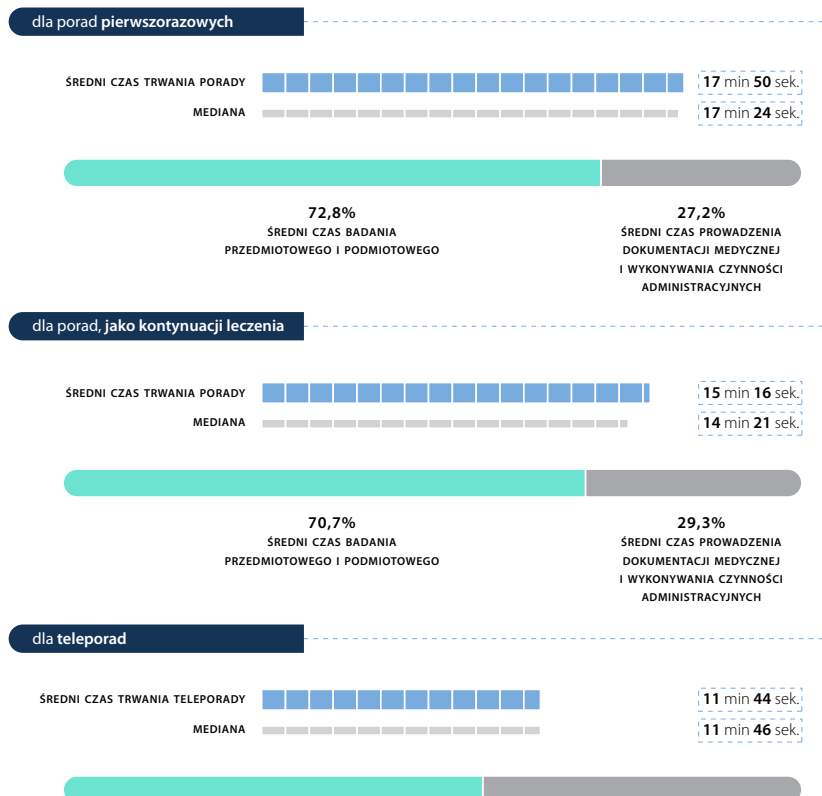 dla porad pierwszorazowych
ŚREDNI CZAS TRWANIA PORADY
17 min 50 sek.
MEDIANA
17 min 24 sek.
72,8%
ŚREDNI CZAS BADANIA
PRZEDMIOTOWEGO I PODMIOTOWEGO
27,2%
ŚREDNI CZAS PROWADZENIA
DOKUMENTACJI MEDYCZNEJ
I WYKONYWANIA CZYNNOŚCI
ADMINISTRACYJNYCH
dla porad, jako kontynuacji leczenia
ŚREDNI CZAS TRWANIA PORADY
15 min 16 sek.
MEDIANA
14 min 21 sek.
70,7%
ŚREDNI CZAS BADANIA
PRZEDMIOTOWEGO I PODMIOTOWEGO
29,3%
ŚREDNI CZAS PROWADZENIA
DOKUMENTACJI MEDYCZNEJ
I WYKONYWANIA CZYNNOŚCI
ADMINISTRACYJNYCH
dla teleporad
ŚREDNI CZAS TRWANIA TELEPORADY
11 min 44 sek.
MEDIANA
11 min 46 sek.